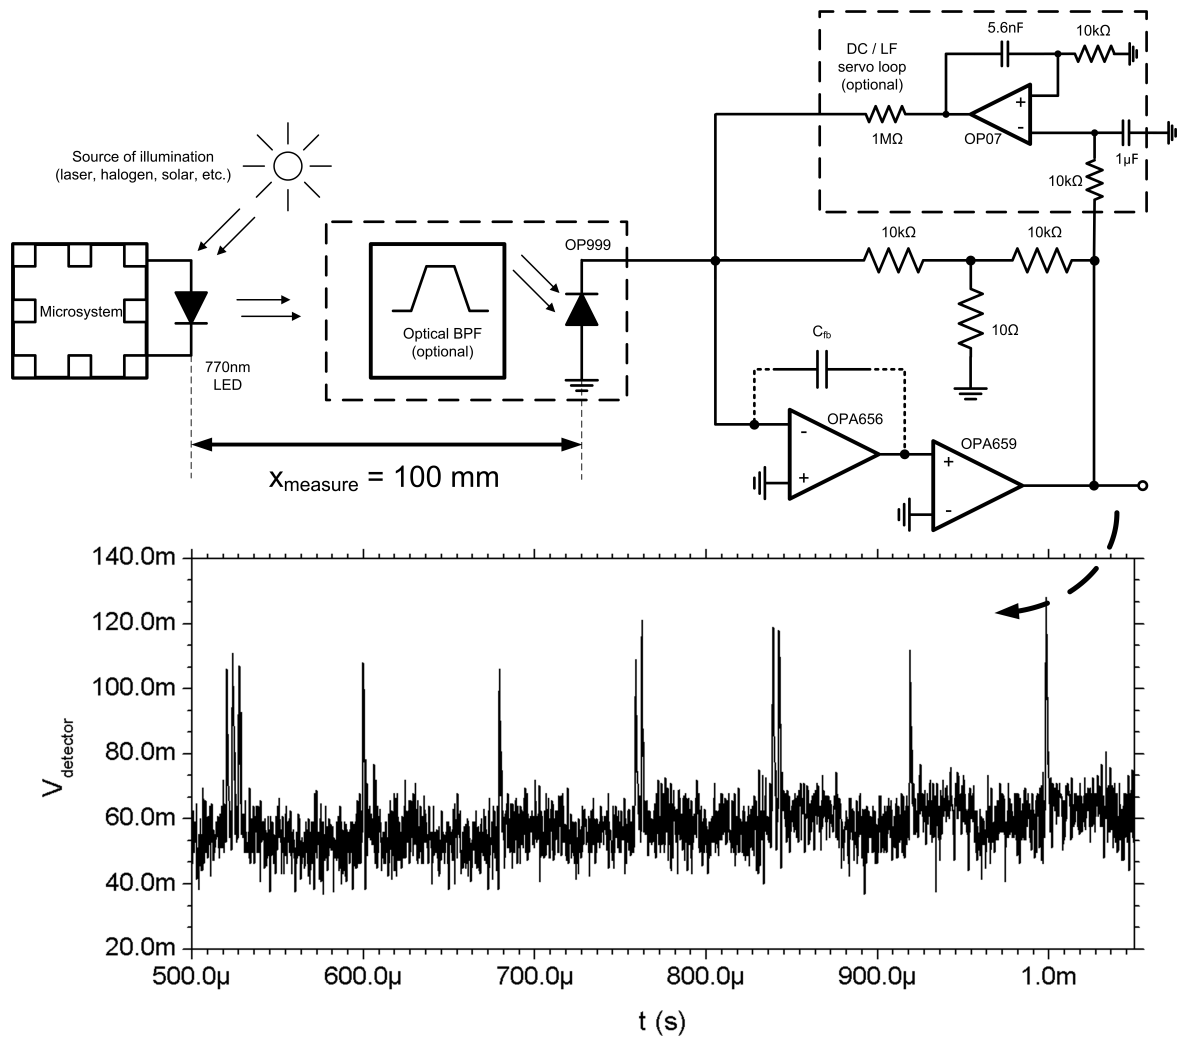 5.6nF
10kΩ
DC / LF
servo loop
(optional)
+
-
1MΩ
OP07
1µF
10kΩ
Source of illumination
(laser, halogen, solar, etc.)
OP999
10kΩ
10kΩ
Microsystem
Optical BPF
(optional)
10Ω
770nm
LED
Cfb
OPA656
-
+
OPA659
+
-
xmeasure = 100 mm
140.0m
120.0m
100.0m
80.0m
60.0m
40.0m
20.0m
Vdetector
500.0µ
600.0µ
700.0µ
800.0µ
900.0µ
1.0m
t (s)